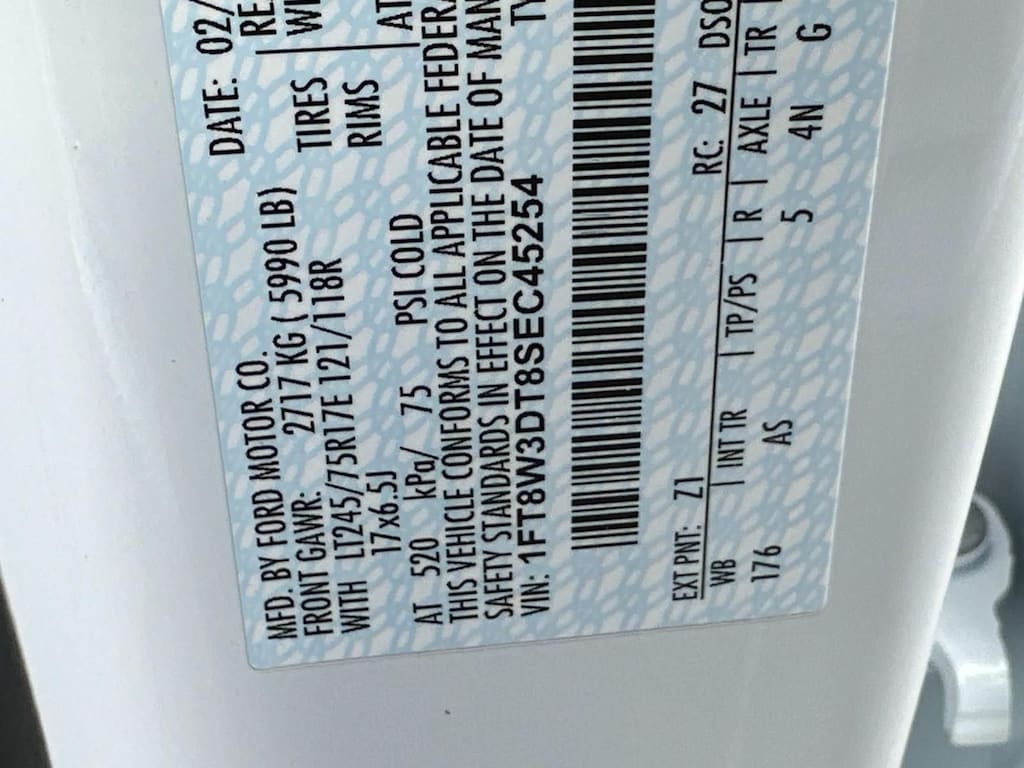 DATE: 02/
MFD. BY FORD MOTOR CO.
FRONT GAWR: 2717 KG ( 5990 LB)
WITH LT245/75R17E 121/118R TIRES
17x6.5J RIMS
AT 520 kPa/ 75 PSI COLD AT
THIS VEHICLE CONFORMS TO ALL APPLICABLE FEDERA
SAFETY STANDARDS IN EFFECT ON THE DATE OF MAN
VIN: 1FT8W3DT8SEC45254 TY
EXT PNT: Z1 RC: 27 DSO
WB | INT TR | TP/PS | R | AXLE | TR
176 AS 5 4N G